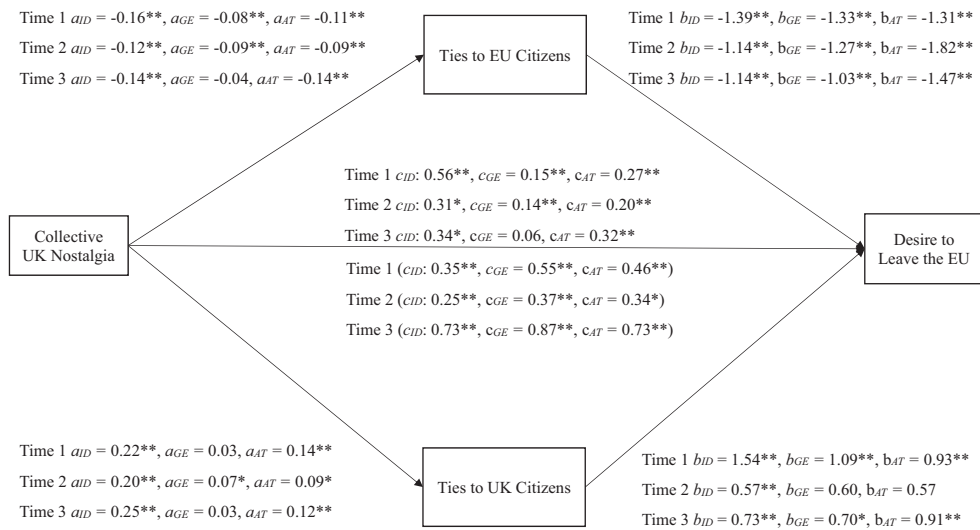 Time 1 aID = -0.16**, aGE = -0.08**, aAT = -0.11**
Time 2 aID = -0.12**, aGE = -0.09**, aAT = -0.09**
Time 3 aID = -0.14**, aGE = -0.04, aAT = -0.14**
Ties to EU Citizens
Time 1 bID = -1.39**, bGE = -1.33**, bAT = -1.31**
Time 2 bID = -1.14**, bGE = -1.27**, bAT = -1.82**
Time 3 bID = -1.14**, bGE = -1.03**, bAT = -1.47**
Time 1 cID: 0.56**, cGE = 0.15**, cAT = 0.27**
Time 2 cID: 0.31*, cGE = 0.14**, cAT = 0.20**
Time 3 cID: 0.34*, cGE = 0.06, cAT = 0.32**
Collective
UK Nostalgia
Desire to
Leave the EU
Time 1 (cID: 0.35**, cGE = 0.55**, cAT = 0.46**)
Time 2 (cID: 0.25**, cGE = 0.37**, cAT = 0.34*)
Time 3 (cID: 0.73**, cGE = 0.87**, cAT = 0.73**)
Time 1 aID = 0.22**, aGE = 0.03, aAT = 0.14**
Time 2 aID = 0.20**, aGE = 0.07*, aAT = 0.09*
Time 3 aID = 0.25**, aGE = 0.03, aAT = 0.12**
Ties to UK Citizens
Time 1 bID = 1.54**, bGE = 1.09**, bAT = 0.93**
Time 2 bID = 0.57**, bGE = 0.60, bAT = 0.57
Time 3 bID = 0.73**, bGE = 0.70*, bAT = 0.91**